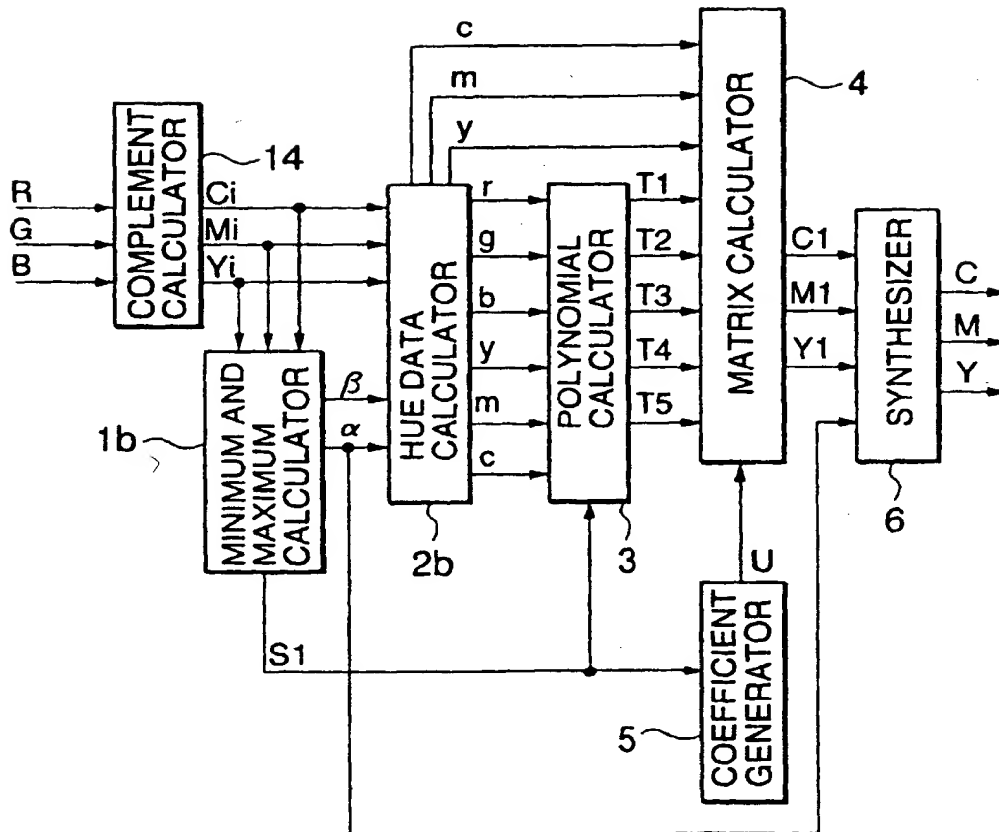 c
m
4
y
COMPLEMENT
CALCULATOR
14
R
G
B
Ci
Mi
Yi
r
g
b
y
m
c
HUE DATA
CALCULATOR
2b
T1
T2
T3
T4
T5
POLYNOMIAL
CALCULATOR
3
MATRIX CALCULATOR
C1
M1
Y1
C
M
Y
SYNTHESIZER
6
1b
MINIMUM AND
MAXIMUM
CALCULATOR
β
α
S1
U
5
COEFFICIENT
GENERATOR